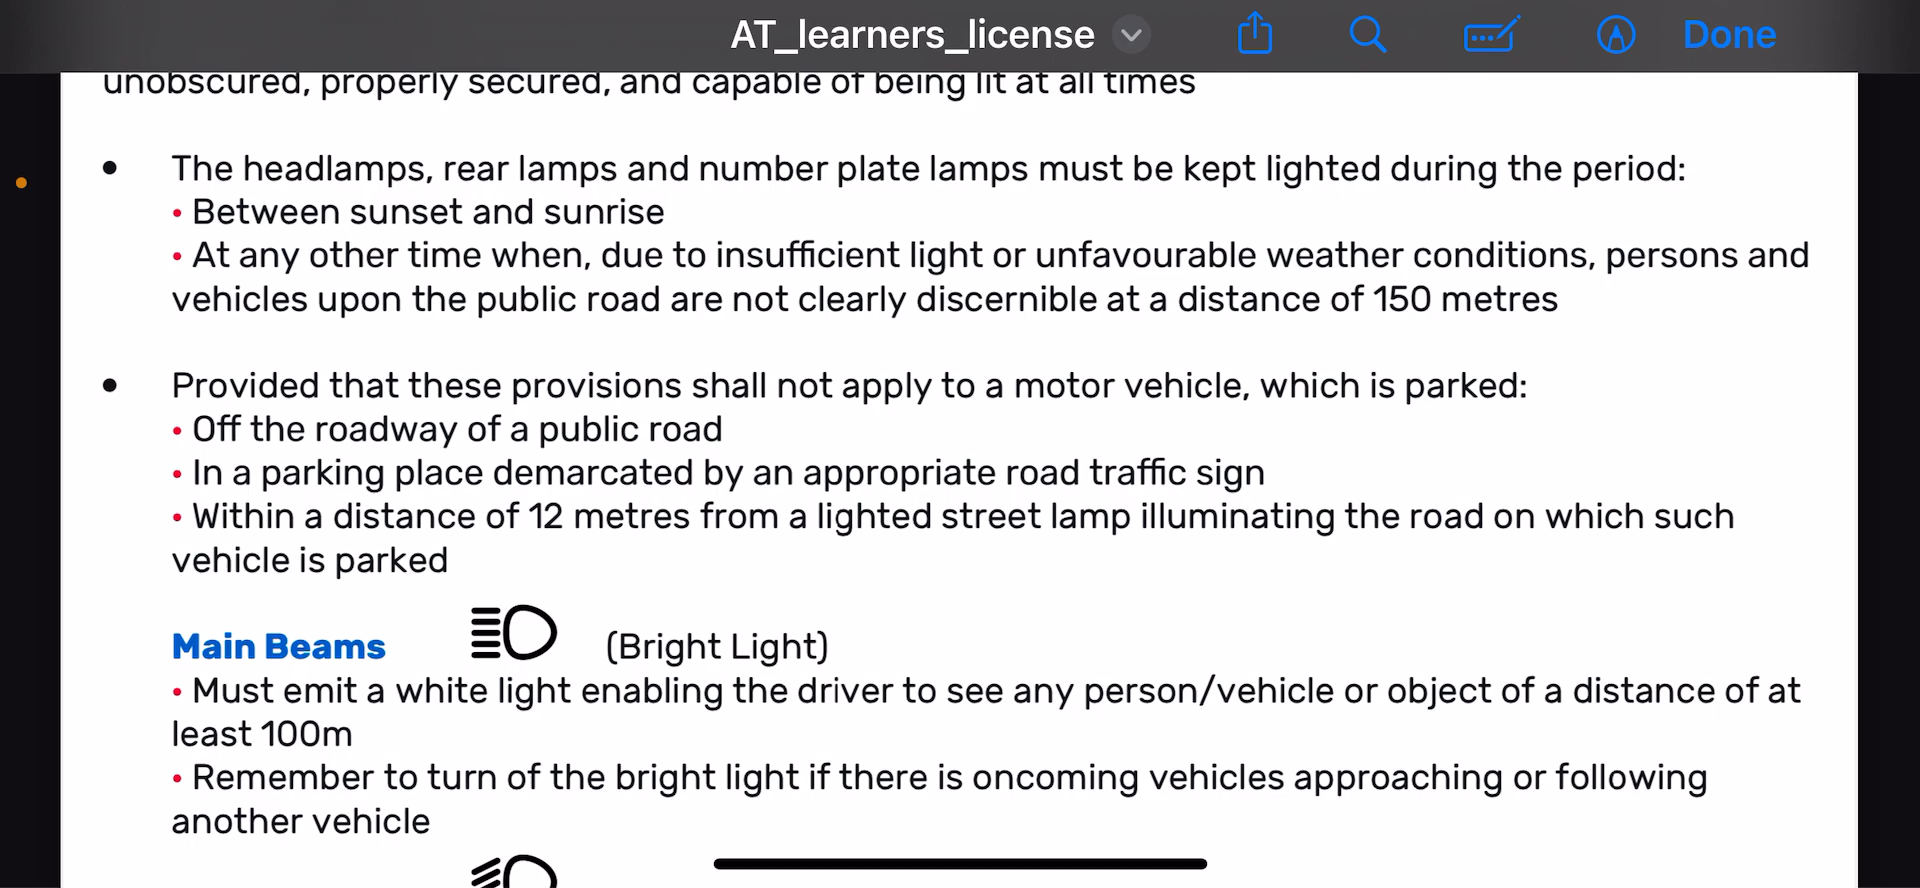 AT_learners_license
Done
unobscured, properly secured, and capable of being lit at all times
• The headlamps, rear lamps and number plate lamps must be kept lighted during the period:
• Between sunset and sunrise
• At any other time when, due to insufficient light or unfavourable weather conditions, persons and
vehicles upon the public road are not clearly discernible at a distance of 150 metres
• Provided that these provisions shall not apply to a motor vehicle, which is parked:
• Off the roadway of a public road
• In a parking place demarcated by an appropriate road traffic sign
• Within a distance of 12 metres from a lighted street lamp illuminating the road on which such
vehicle is parked
Main Beams (Bright Light)
• Must emit a white light enabling the driver to see any person/vehicle or object of a distance of at
least 100m
• Remember to turn of the bright light if there is oncoming vehicles approaching or following
another vehicle